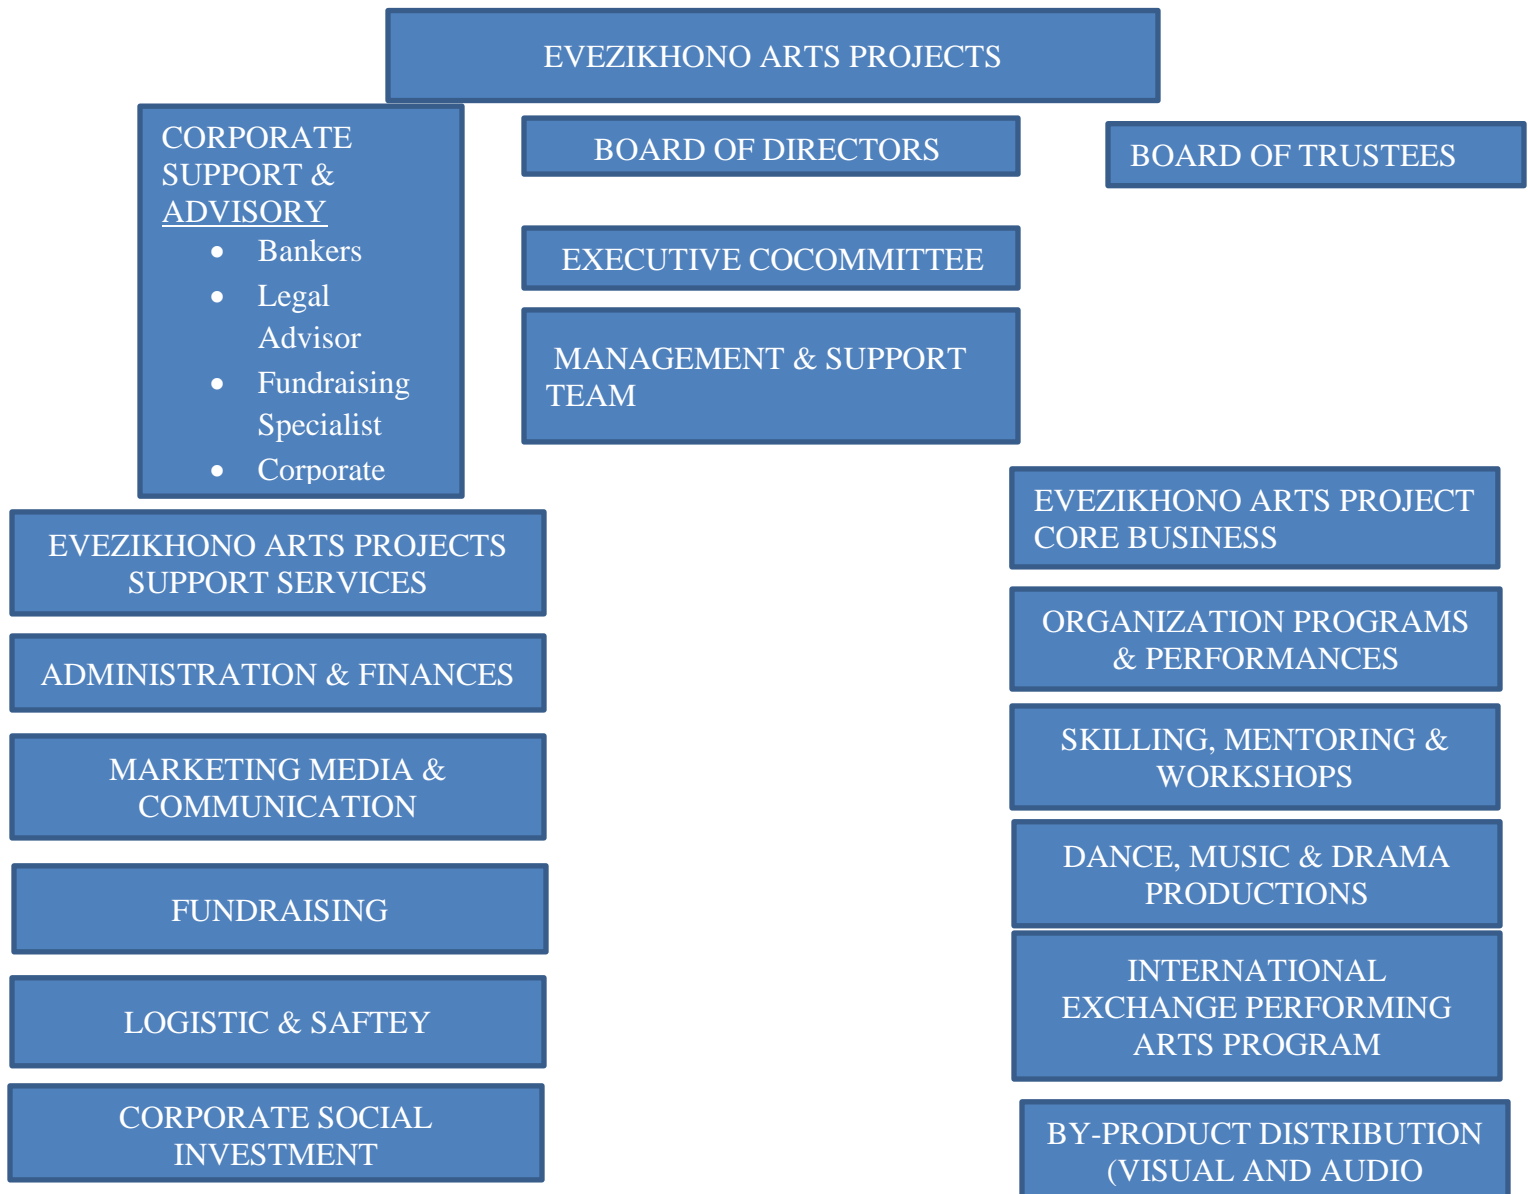 EVEZIKHONO ARTS PROJECTS
CORPORATE
SUPPORT &
ADVISORY
• Bankers
• Legal
Advisor
• Fundraising
Specialist
• Corporate
BOARD OF DIRECTORS
BOARD OF TRUSTEES
EXECUTIVE COCOMMITTEE
MANAGEMENT & SUPPORT
TEAM
EVEZIKHONO ARTS PROJECTS
SUPPORT SERVICES
ADMINISTRATION & FINANCES
MARKETING MEDIA &
COMMUNICATION
FUNDRAISING
LOGISTIC & SAFTEY
CORPORATE SOCIAL
INVESTMENT
EVEZIKHONO ARTS PROJECT
CORE BUSINESS
ORGANIZATION PROGRAMS
& PERFORMANCES
SKILLING, MENTORING &
WORKSHOPS
DANCE, MUSIC & DRAMA
PRODUCTIONS
INTERNATIONAL
EXCHANGE PERFORMING
ARTS PROGRAM
BY-PRODUCT DISTRIBUTION
(VISUAL AND AUDIO